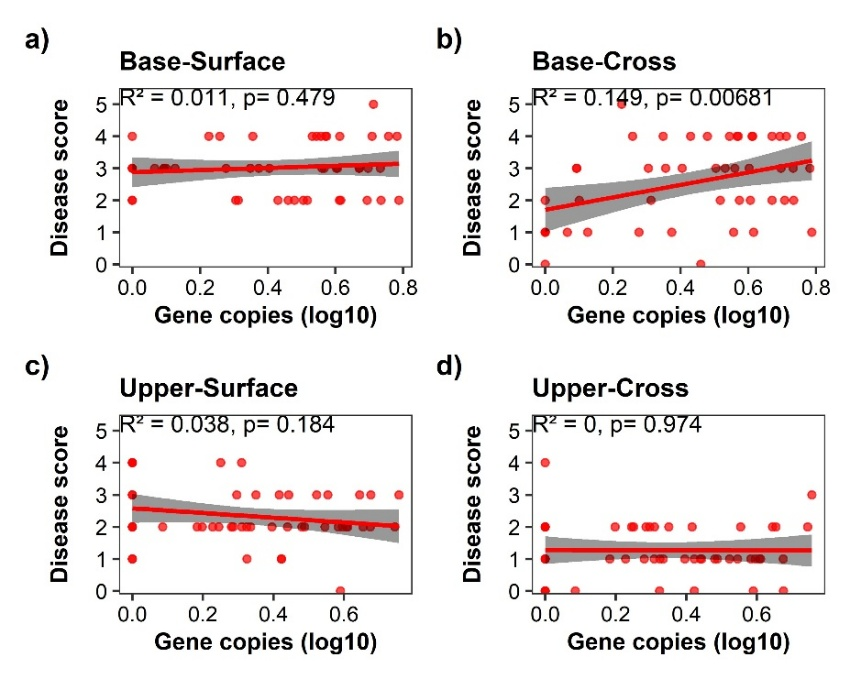 a)
Base-Surface
R² = 0.011, p= 0.479
Disease score
5
4
3
2
1
0
0.0 0.2 0.4 0.6 0.8
Gene copies (log10)
b)
Base-Cross
R² = 0.149, p= 0.00681
Disease score
5
4
3
2
1
0
0.0 0.2 0.4 0.6 0.8
Gene copies (log10)
c)
Upper-Surface
R² = 0.038, p= 0.184
Disease score
5
4
3
2
1
0
0.0 0.2 0.4 0.6
Gene copies (log10)
d)
Upper-Cross
R² = 0, p= 0.974
Disease score
5
4
3
2
1
0
0.0 0.2 0.4 0.6
Gene copies (log10)